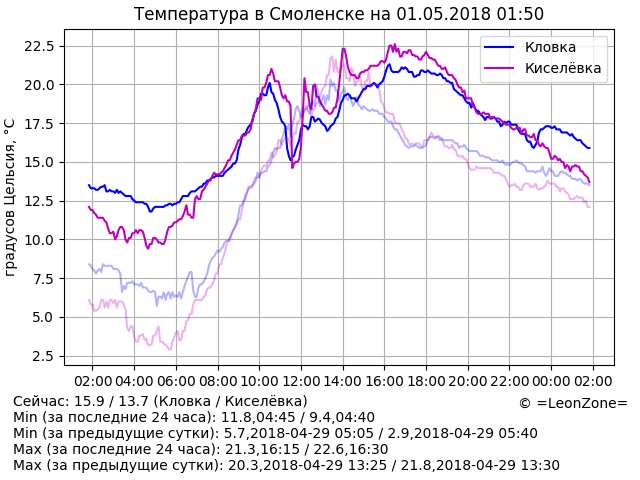 Температура в Смоленске на 01.05.2018 01:50
градусов Цельсия, °C
22.5
20.0
17.5
15.0
12.5
10.0
7.5
5.0
2.5
Кловка
Киселёвка
02:00 04:00 06:00 08:00 10:00 12:00 14:00 16:00 18:00 20:00 22:00 00:00 02:00
Сейчас: 15.9 / 13.7 (Кловка / Киселёвка)
© =LeonZone=
Min (за последние 24 часа): 11.8,04:45 / 9.4,04:40
Min (за предыдущие сутки): 5.7,2018-04-29 05:05 / 2.9,2018-04-29 05:40
Max (за последние 24 часа): 21.3,16:15 / 22.6,16:30
Max (за предыдущие сутки): 20.3,2018-04-29 13:25 / 21.8,2018-04-29 13:30